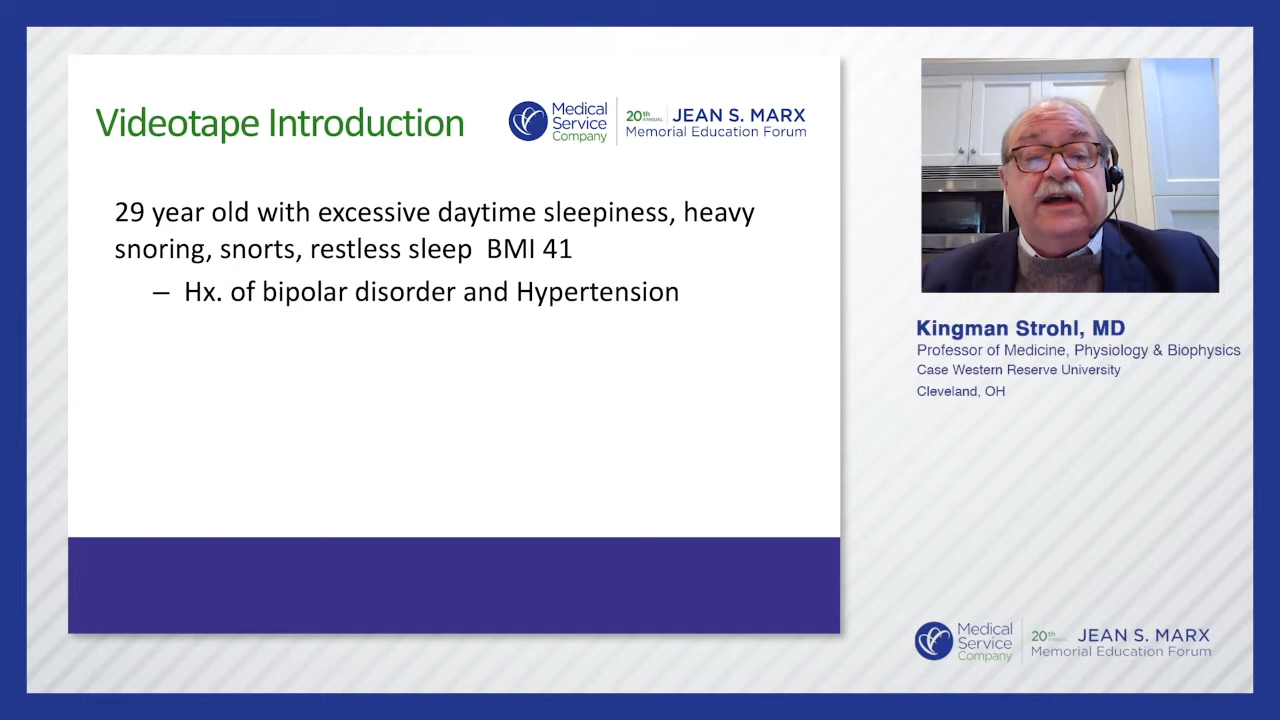 Videotape Introduction
Medical
Service
Company
20th ANNUAL JEAN S. MARX
Memorial Education Forum
29 year old with excessive daytime sleepiness, heavy
snoring, snorts, restless sleep BMI 41
– Hx. of bipolar disorder and Hypertension
Kingman Strohl, MD
Professor of Medicine, Physiology & Biophysics
Case Western Reserve University
Cleveland, OH
Medical
Service
Company
20th ANNUAL JEAN S. MARX
Memorial Education Forum